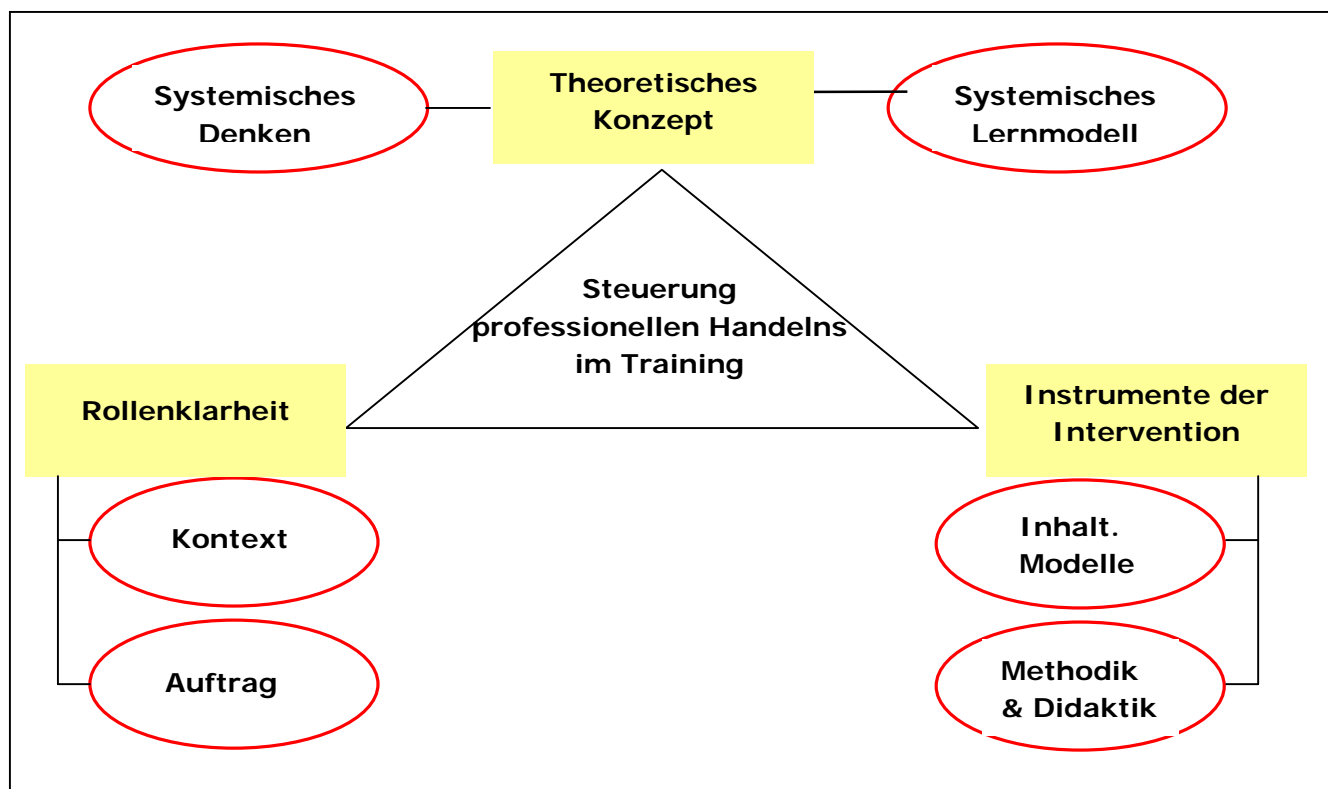 Systemisches
Denken
Theoretisches
Konzept
Systemisches
Lernmodell
Steuerung
professionellen Handelns
im Training
Rollenklarheit
Kontext
Auftrag
Instrumente der
Intervention
Inhalt.
Modelle
Methodik
& Didaktik